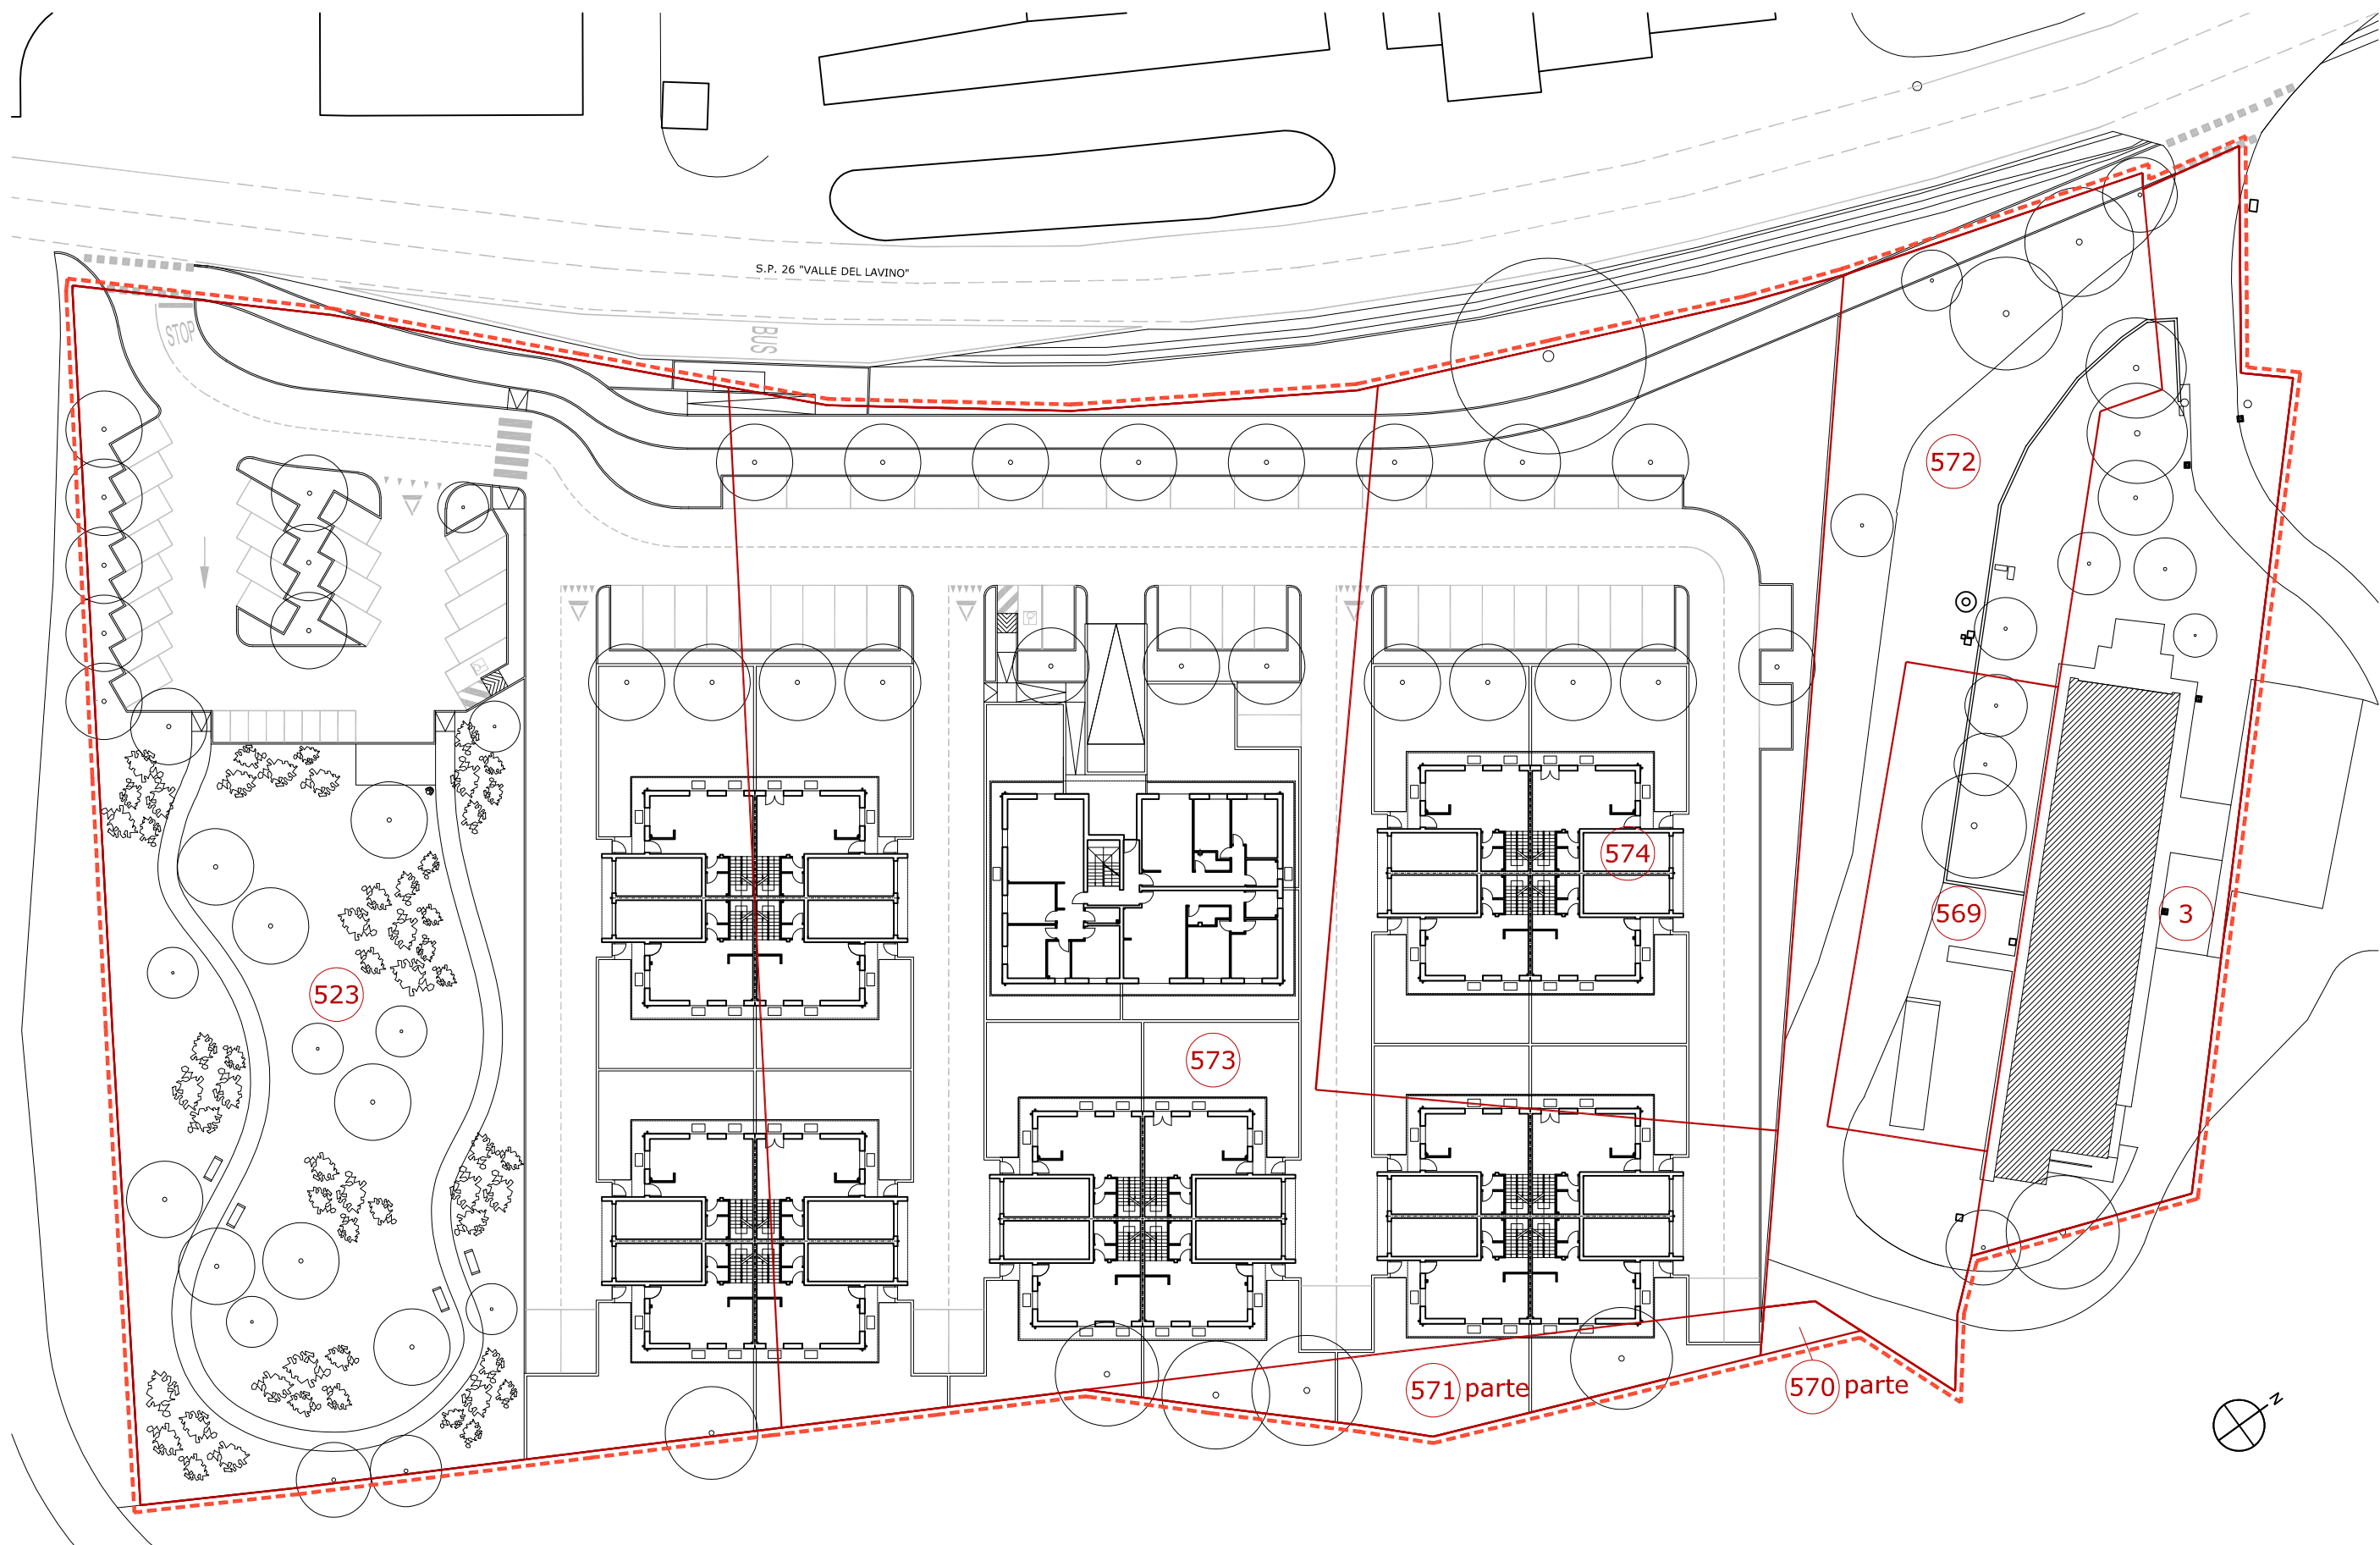 S.P. 26 "VALLE DEL LAVINO"
STOP
BUS
572
574
569
3
523
573
571 parte
570 parte
N